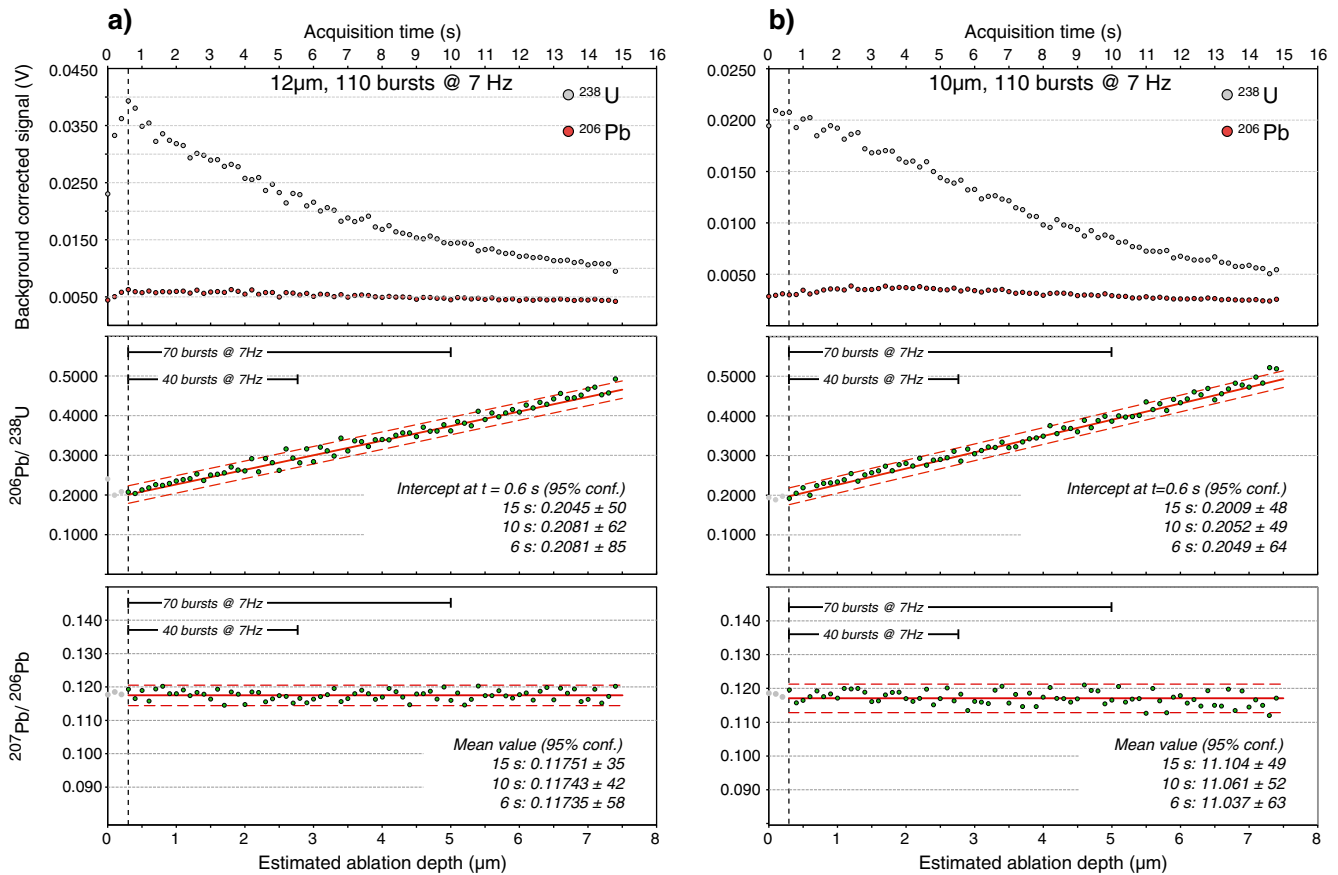 a)
Acquisition time (s)
0 1 2 3 4 5 6 7 8 9 10 11 12 13 14 15 16
12µm, 110 bursts @ 7 Hz
238U
206Pb
Background corrected signal (V)
0.0450
0.0350
0.0250
0.0150
0.0050
70 bursts @ 7Hz
40 bursts @ 7Hz
206Pb/ 238U
0.5000
0.4000
0.3000
0.2000
0.1000
Intercept at t = 0.6 s (95% conf.)
15 s: 0.2045 ± 50
10 s: 0.2081 ± 62
6 s: 0.2081 ± 85
70 bursts @ 7Hz
40 bursts @ 7Hz
207Pb/ 206Pb
0.140
0.130
0.120
0.110
0.100
0.090
Mean value (95% conf.)
15 s: 0.11751 ± 35
10 s: 0.11743 ± 42
6 s: 0.11735 ± 58
0 1 2 3 4 5 6 7 8
Estimated ablation depth (µm)
b)
Acquisition time (s)
0 1 2 3 4 5 6 7 8 9 10 11 12 13 14 15 16
10µm, 110 bursts @ 7 Hz
238U
206Pb
0.0250
0.0200
0.0150
0.0100
0.0050
70 bursts @ 7Hz
40 bursts @ 7Hz
0.5000
0.4000
0.3000
0.2000
0.1000
Intercept at t=0.6 s (95% conf.)
15 s: 0.2009 ± 48
10 s: 0.2052 ± 49
6 s: 0.2049 ± 64
70 bursts @ 7Hz
40 bursts @ 7Hz
0.140
0.130
0.120
0.110
0.100
0.090
Mean value (95% conf.)
15 s: 11.104 ± 49
10 s: 11.061 ± 52
6 s: 11.037 ± 63
0 1 2 3 4 5 6 7 8
Estimated ablation depth (µm)